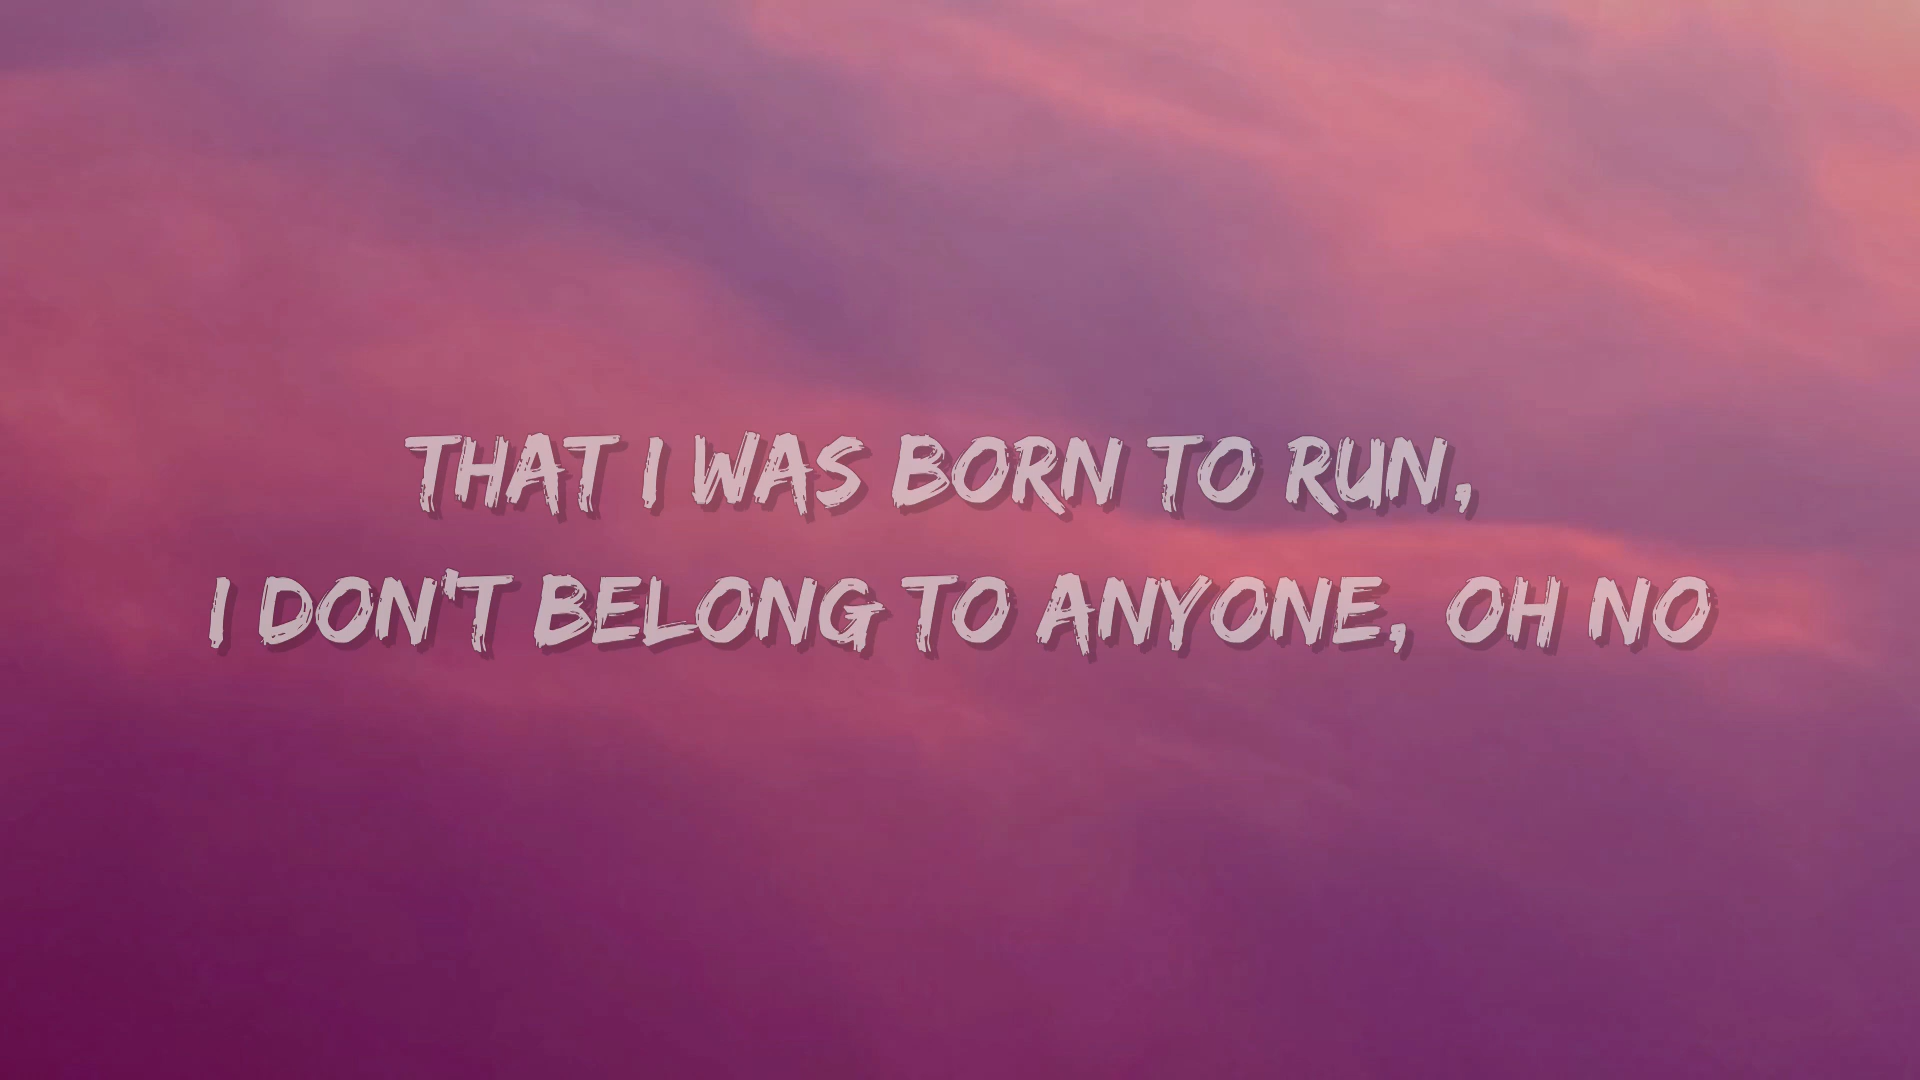 THAT I WAS BORN TO RUN,
I DON'T BELONG TO ANYONE, OH NO